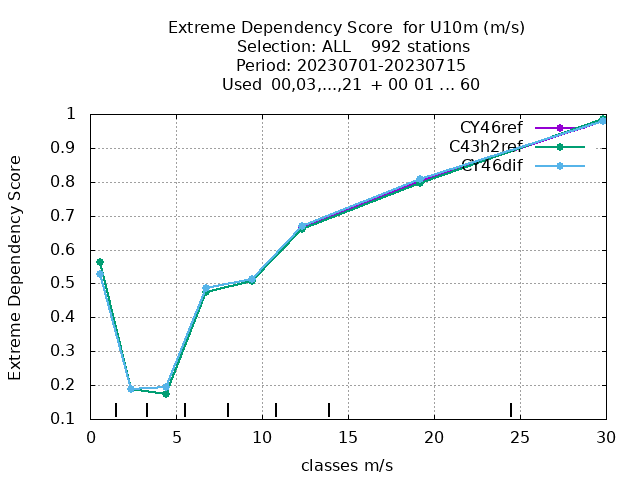 Extreme Dependency Score  for U10m (m/s)
Selection: ALL    992 stations
Period: 20230701-20230715
Used  00,03,...,21  + 00 01 ... 60
1
0.9
0.8
0.7
0.6
0.5
0.4
0.3
0.2
0.1
Extreme Dependency Score
CY46ref
C43h2ref
CY46dif
0 5 10 15 20 25 30
classes m/s